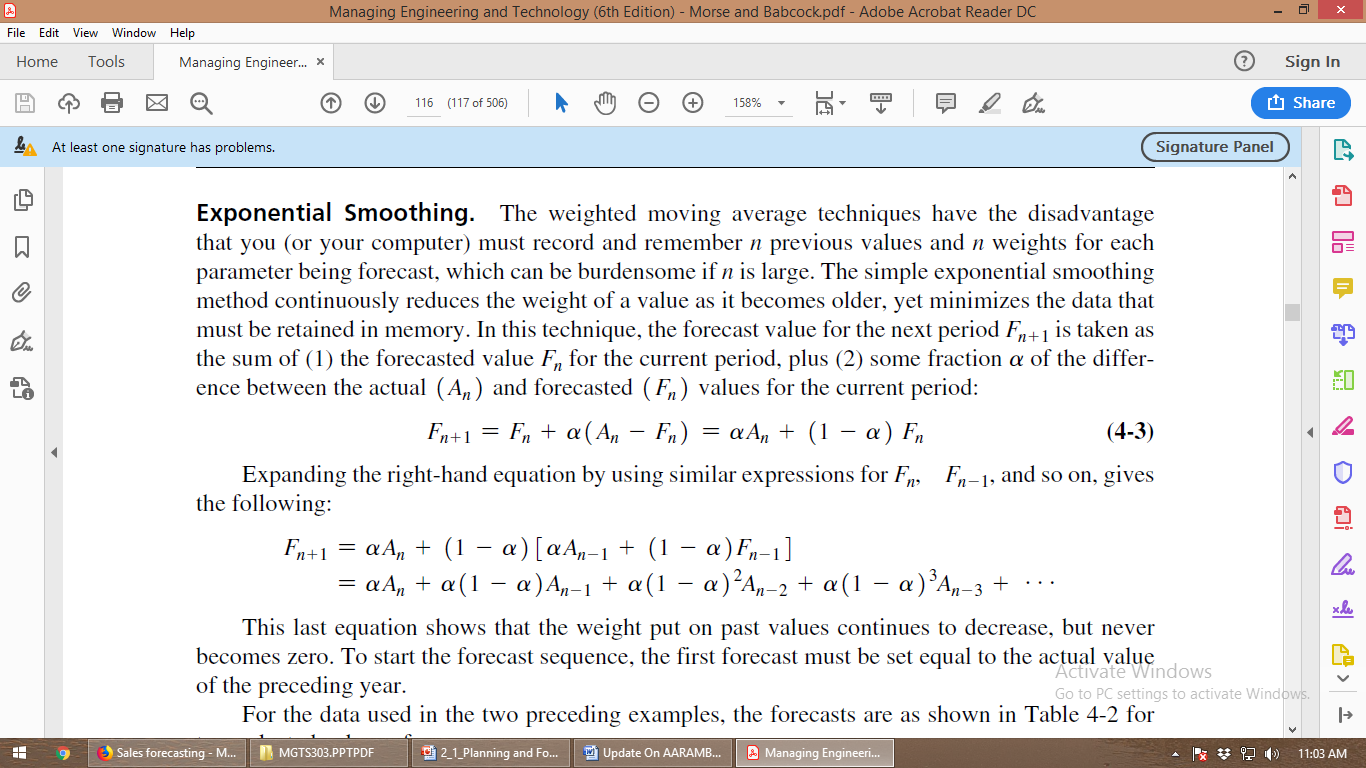 Managing Engineering and Technology (6th Edition) - Morse and Babcock.pdf - Adobe Acrobat Reader DC
File Edit View Window Help
Home Tools Managing Engineer... × Sign In
116 (117 of 506) 158% Share
At least one signature has problems. Signature Panel
Exponential Smoothing. The weighted moving average techniques have the disadvantage
that you (or your computer) must record and remember n previous values and n weights for each
parameter being forecast, which can be burdensome if n is large. The simple exponential smoothing
method continuously reduces the weight of a value as it becomes older, yet minimizes the data that
must be retained in memory. In this technique, the forecast value for the next period Fₙ₊₁ is taken as
the sum of (1) the forecasted value Fₙ for the current period, plus (2) some fraction α of the differ-
ence between the actual (Aₙ) and forecasted (Fₙ) values for the current period:
Fₙ₊₁ = Fₙ + α(Aₙ − Fₙ) = αAₙ + (1 − α) Fₙ (4-3)
Expanding the right-hand equation by using similar expressions for Fₙ, Fₙ₋₁, and so on, gives
the following:
Fₙ₊₁ = αAₙ + (1 − α)[αAₙ₋₁ + (1 − α)Fₙ₋₁]
= αAₙ + α(1 − α)Aₙ₋₁ + α(1 − α)²Aₙ₋₂ + α(1 − α)³Aₙ₋₃ + ···
This last equation shows that the weight put on past values continues to decrease, but never
becomes zero. To start the forecast sequence, the first forecast must be set equal to the actual value
of the preceding year.
Activate Windows
Go to PC settings to activate Windows.
For the data used in the two preceding examples, the forecasts are as shown in Table 4-2 for
Sales forecasting - M... MGTS303.PPTPDF 2_1_Planning and Fo... Update On AARAMB... Managing Engineeri... 11:03 AM